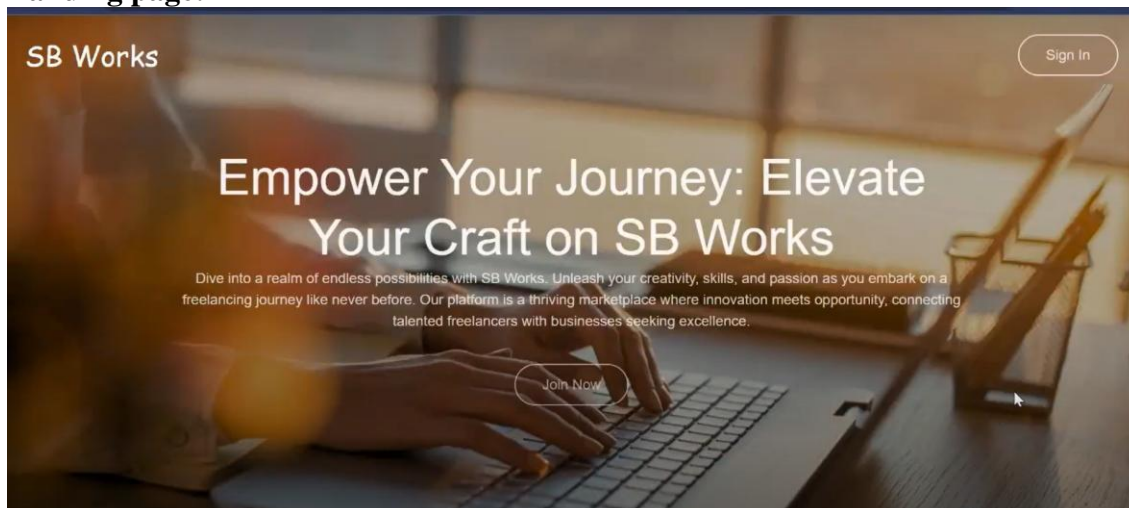 SB Works
Sign In
Empower Your Journey: Elevate
Your Craft on SB Works
Dive into a realm of endless possibilities with SB Works. Unleash your creativity, skills, and passion as you embark on a
freelancing journey like never before. Our platform is a thriving marketplace where innovation meets opportunity, connecting
talented freelancers with businesses seeking excellence.
Join Now